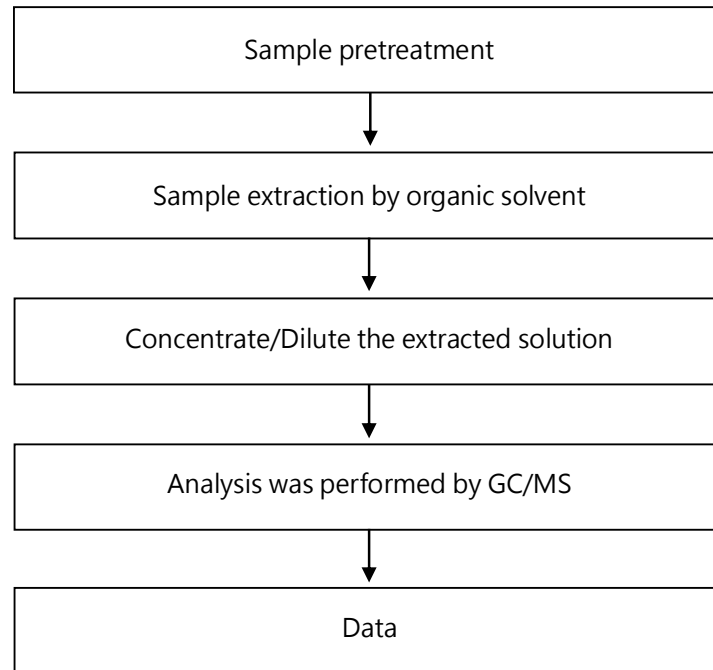 Sample pretreatment
Sample extraction by organic solvent
Concentrate/Dilute the extracted solution
Analysis was performed by GC/MS
Data